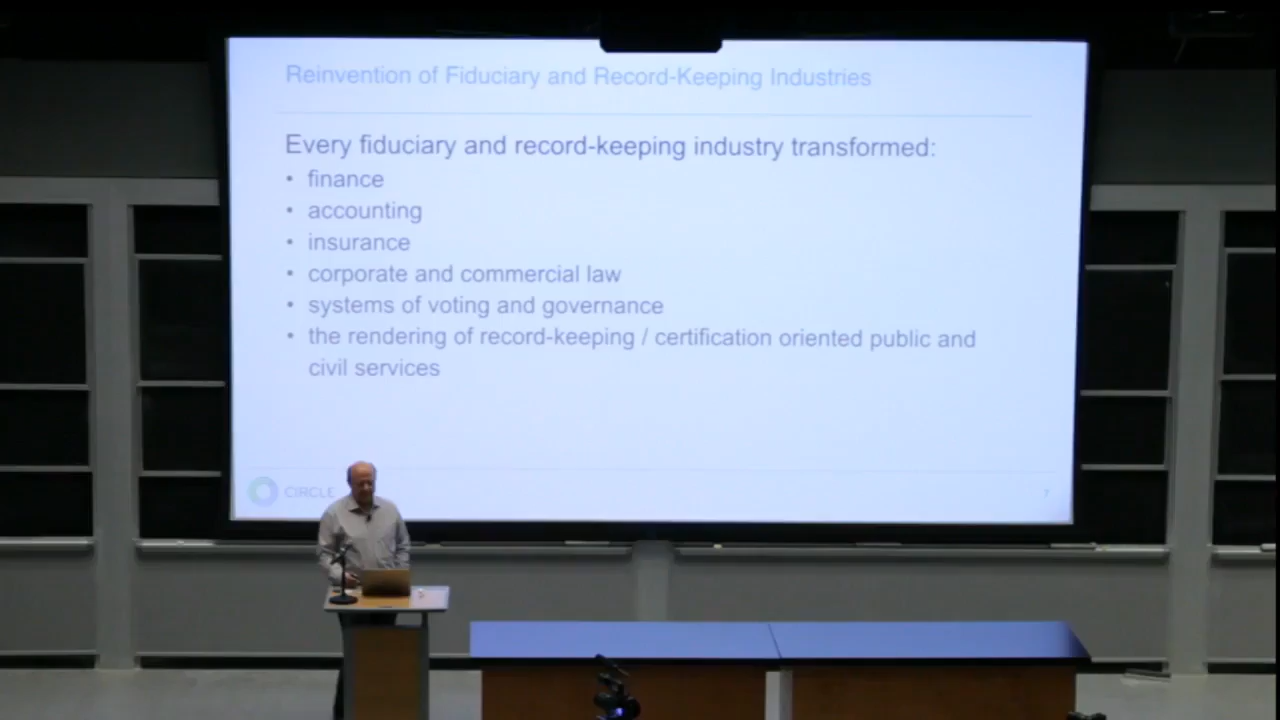 Reinvention of Fiduciary and Record-Keeping Industries
Every fiduciary and record-keeping industry transformed:
• finance
• accounting
• insurance
• corporate and commercial law
• systems of voting and governance
• the rendering of record-keeping / certification oriented public and
civil services
CIRCLE
7